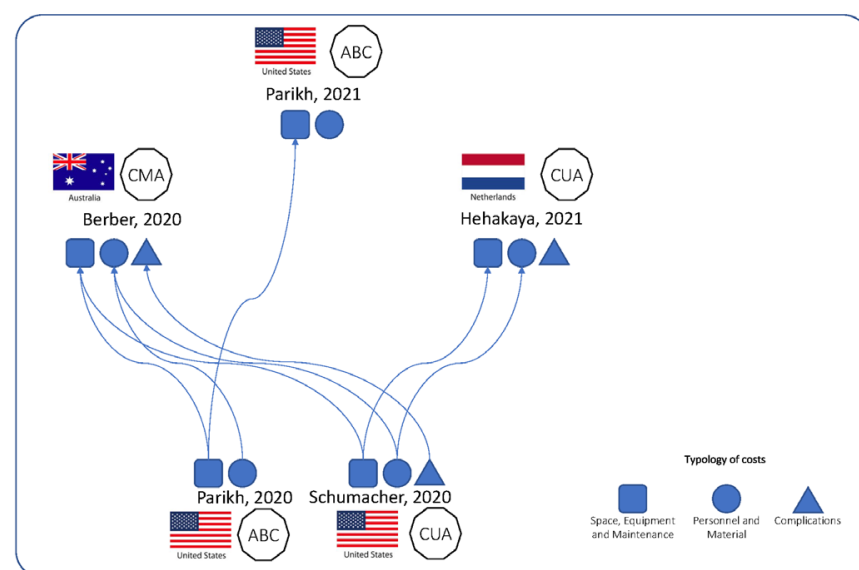 United States
ABC
Parikh, 2021
Australia
CMA
Berber, 2020
Netherlands
CUA
Hehakaya, 2021
Parikh, 2020
Schumacher, 2020
United States
ABC
United States
CUA
Typology of costs
Space, Equipment
and Maintenance
Personnel and
Material
Complications